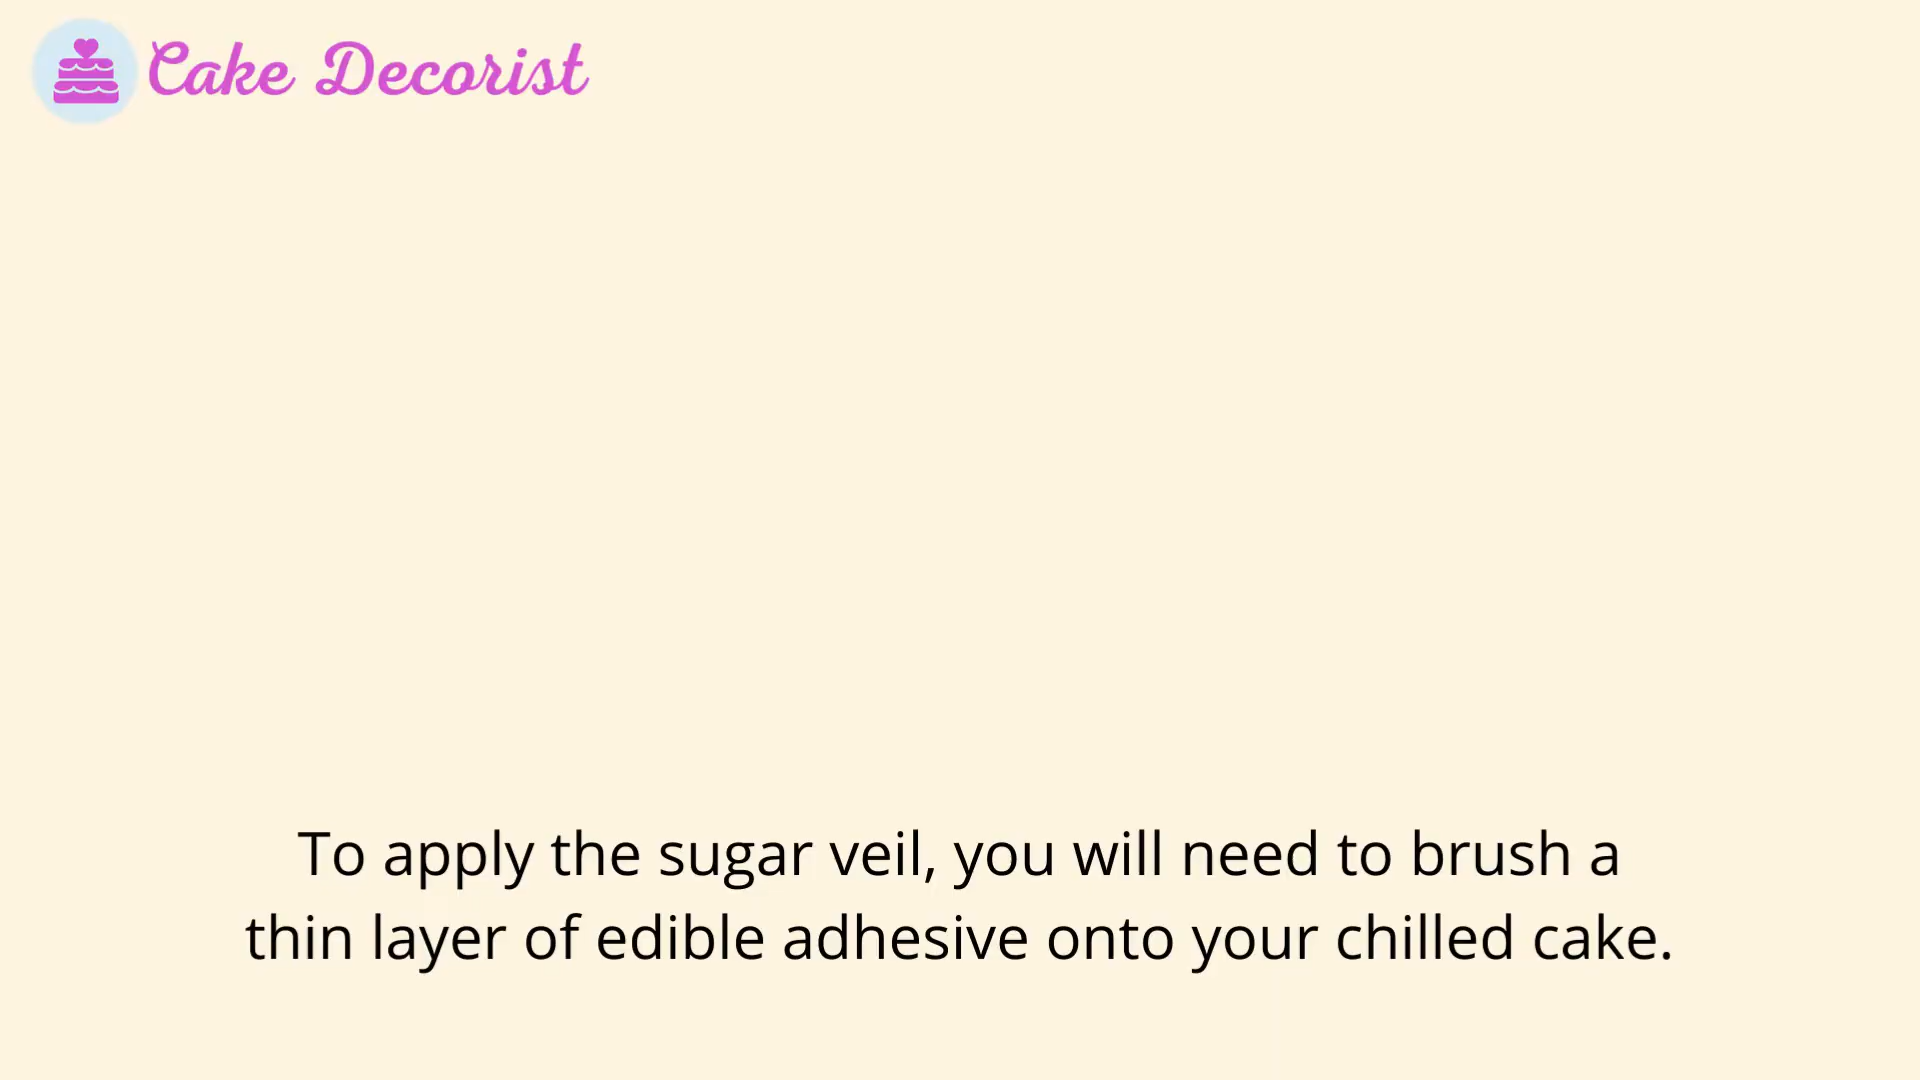 Cake Decorist
To apply the sugar veil, you will need to brush a
thin layer of edible adhesive onto your chilled cake.